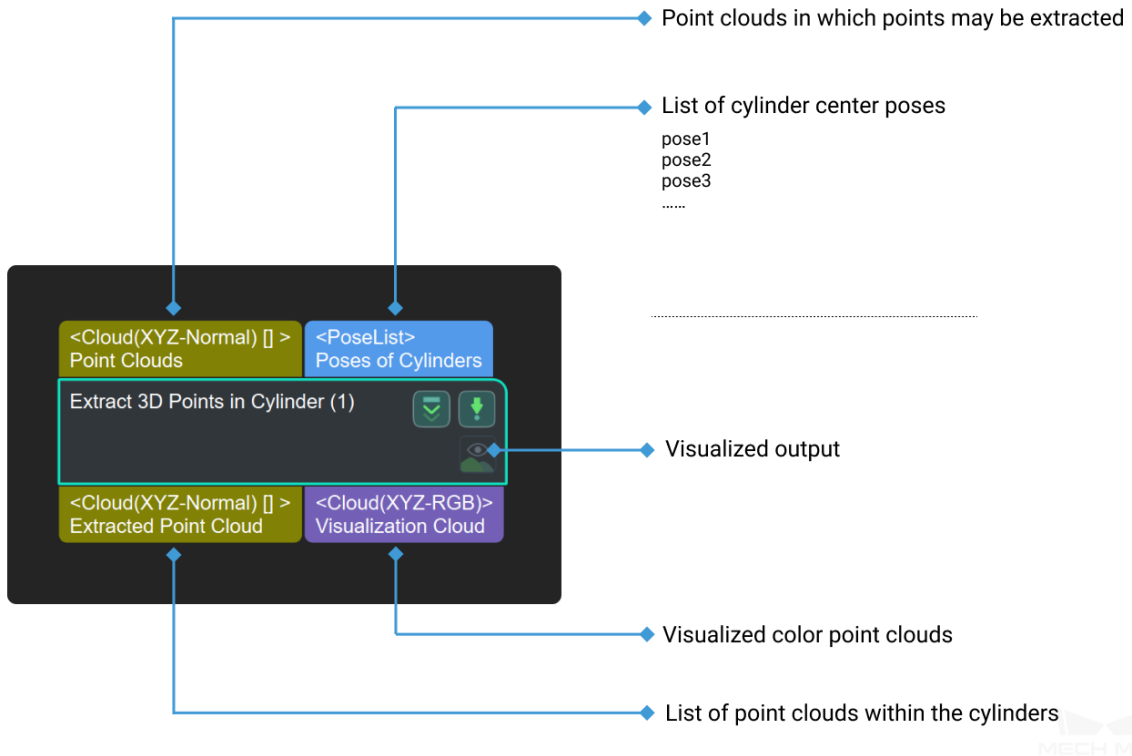 Point clouds in which points may be extracted
List of cylinder center poses
pose1
pose2
pose3
......
<Cloud(XYZ-Normal) [] >
Point Clouds
<PoseList>
Poses of Cylinders
Extract 3D Points in Cylinder (1)
Visualized output
<Cloud(XYZ-Normal) [] >
Extracted Point Cloud
<Cloud(XYZ-RGB)>
Visualization Cloud
Visualized color point clouds
List of point clouds within the cylinders
MECH M